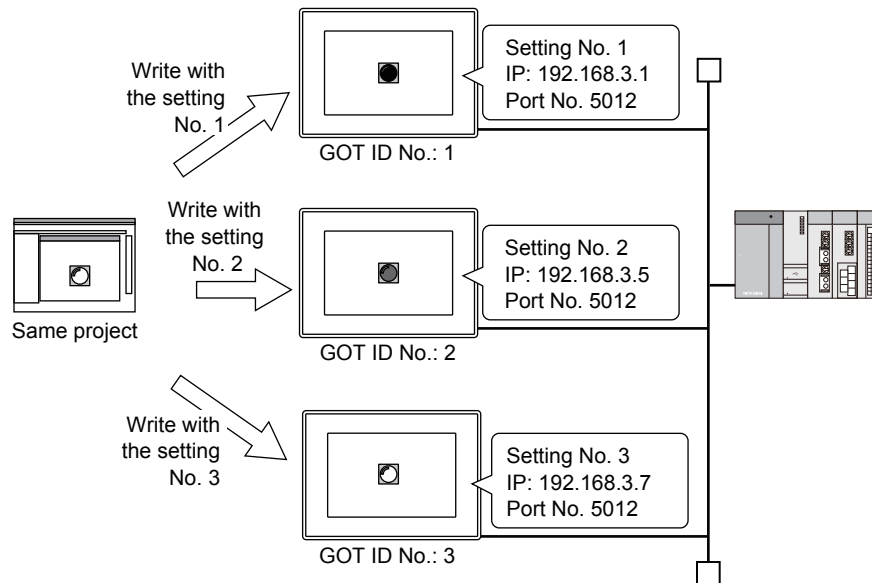 Write with
the setting
No. 1
Setting No. 1
IP: 192.168.3.1
Port No. 5012
GOT ID No.: 1
Write with
the setting
No. 2
Setting No. 2
IP: 192.168.3.5
Port No. 5012
Same project
GOT ID No.: 2
Write with
the setting
No. 3
Setting No. 3
IP: 192.168.3.7
Port No. 5012
GOT ID No.: 3